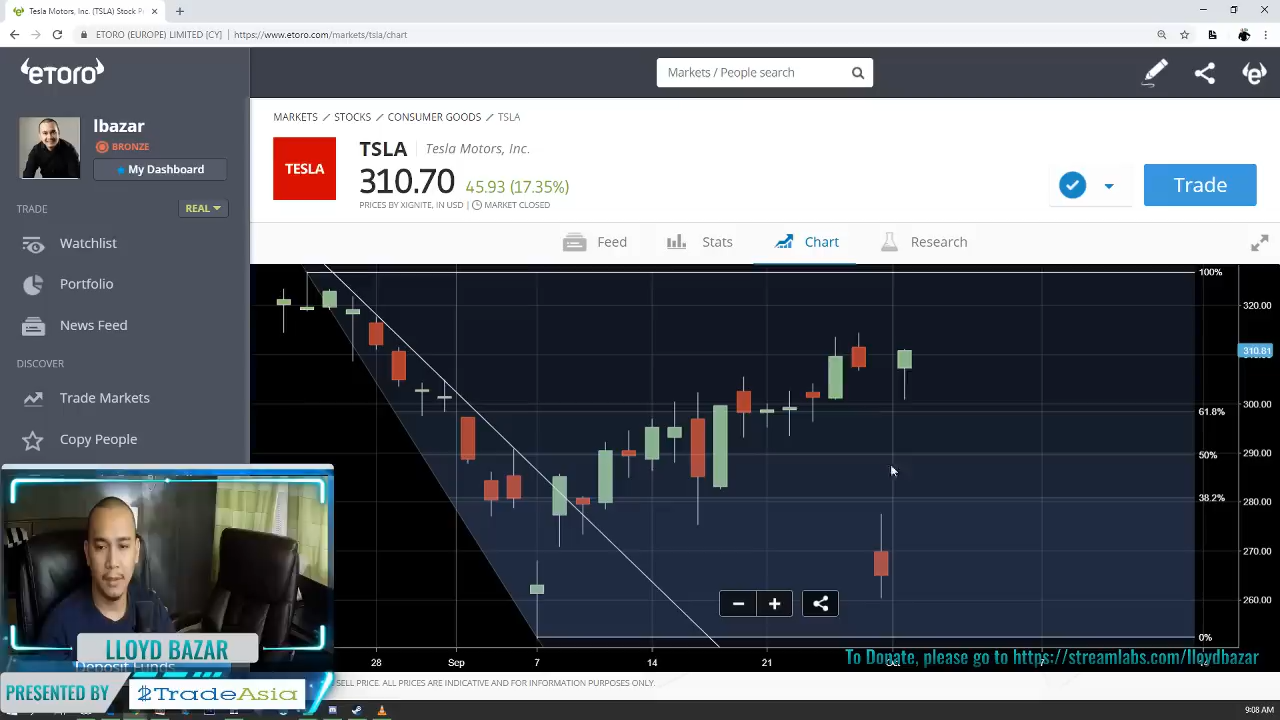 Tesla Motors, Inc. (TSLA) Stock P
ETORO (EUROPE) LIMITED [CY]
https://www.etoro.com/markets/tsla/chart
eToro
Markets / People search
lbazar
BRONZE
My Dashboard
TRADE
REAL
Watchlist
Portfolio
News Feed
DISCOVER
Trade Markets
Copy People
MARKETS / STOCKS / CONSUMER GOODS / TSLA
TESLA
TSLA
Tesla Motors, Inc.
310.70
45.93 (17.35%)
PRICES BY XIGNITE, IN USD | MARKET CLOSED
Trade
Feed
Stats
Chart
Research
100%
320.00
310.81
300.00
61.8%
290.00
50%
38.2%
280.00
270.00
260.00
0%
28
Sep
7
14
21
LLOYD BAZAR
Deposit Funds
PRESENTED BY
$TradeAsia
To Donate, please go to https://streamlabs.com/lloydbazar
SELL PRICE. ALL PRICES ARE INDICATIVE AND FOR INFORMATION PURPOSES ONLY.
9:08 AM